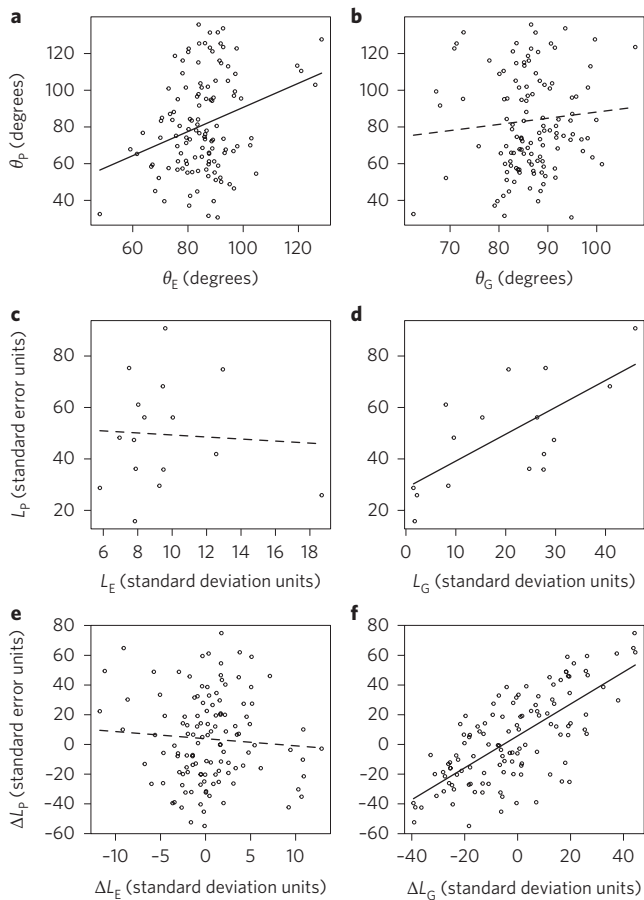 a
b
120
100
80
60
40
θP (degrees)
60 80 100 120
θE (degrees)
120
100
80
60
40
70 80 90 100
θG (degrees)
c
d
80
60
40
20
LP (standard error units)
6 8 10 12 14 16 18
LE (standard deviation units)
80
60
40
20
0 10 20 30 40
LG (standard deviation units)
e
f
80
60
40
20
0
−20
−40
−60
ΔLP (standard error units)
−10 −5 0 5 10
ΔLE (standard deviation units)
80
60
40
20
0
−20
−40
−60
−40 −20 0 20 40
ΔLG (standard deviation units)